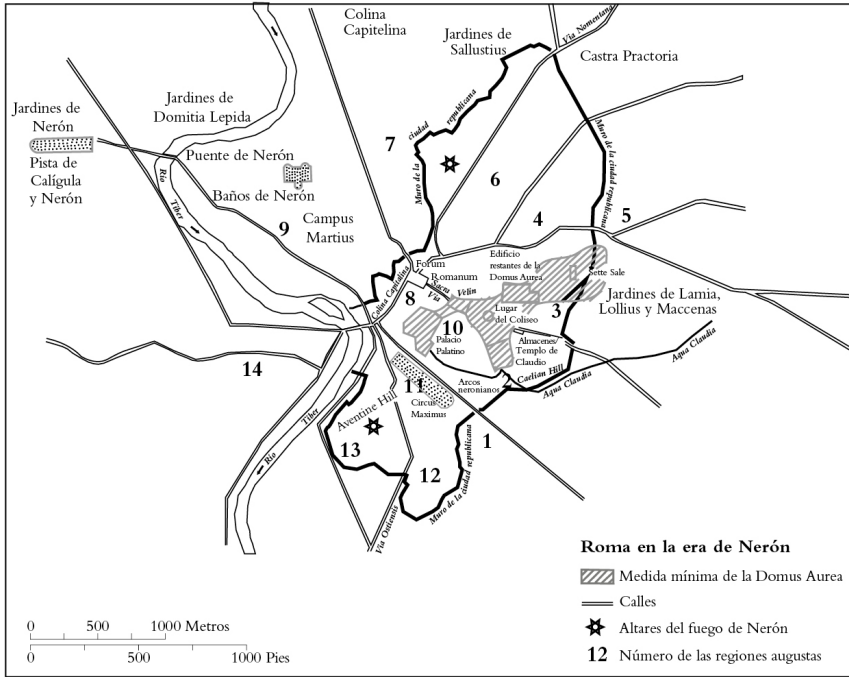 Colina
Capitelina
Jardines de
Sallustius
Via Nomentana
Castra Practoria
Jardines de
Nerón
Pista de
Calígula
y Nerón
Jardines de
Domitia Lepida
Puente de Nerón
Baños de Nerón
Campus
Martius
Río
Tiber
9
7
Muro de la ciudad republicana
6
4
5
Muro de la ciudad republicana
Forum
Romanum
Sacra
Via
Velin
Colina Capitalina
8
Edificio
restantes de la
Domus Aurea
Sette Sale
Lugar
del Coliseo
3
Jardines de Lamia,
Lollius y Maccenas
10
Palacio
Palatino
Almacenes/
Templo de
Claudio
Caelian Hill
Aqua Claudia
Aqua Claudia
Arcos
neronianos
11
Circus
Maximus
14
Aventine Hill
13
12
1
Muro de la ciudad republicana
Río
Tiber
Via Ostiensis
Roma en la era de Nerón
Medida mínima de la Domus Aurea
Calles
Altares del fuego de Nerón
12 Número de las regiones augustas
0 500 1000 Metros
0 500 1000 Pies